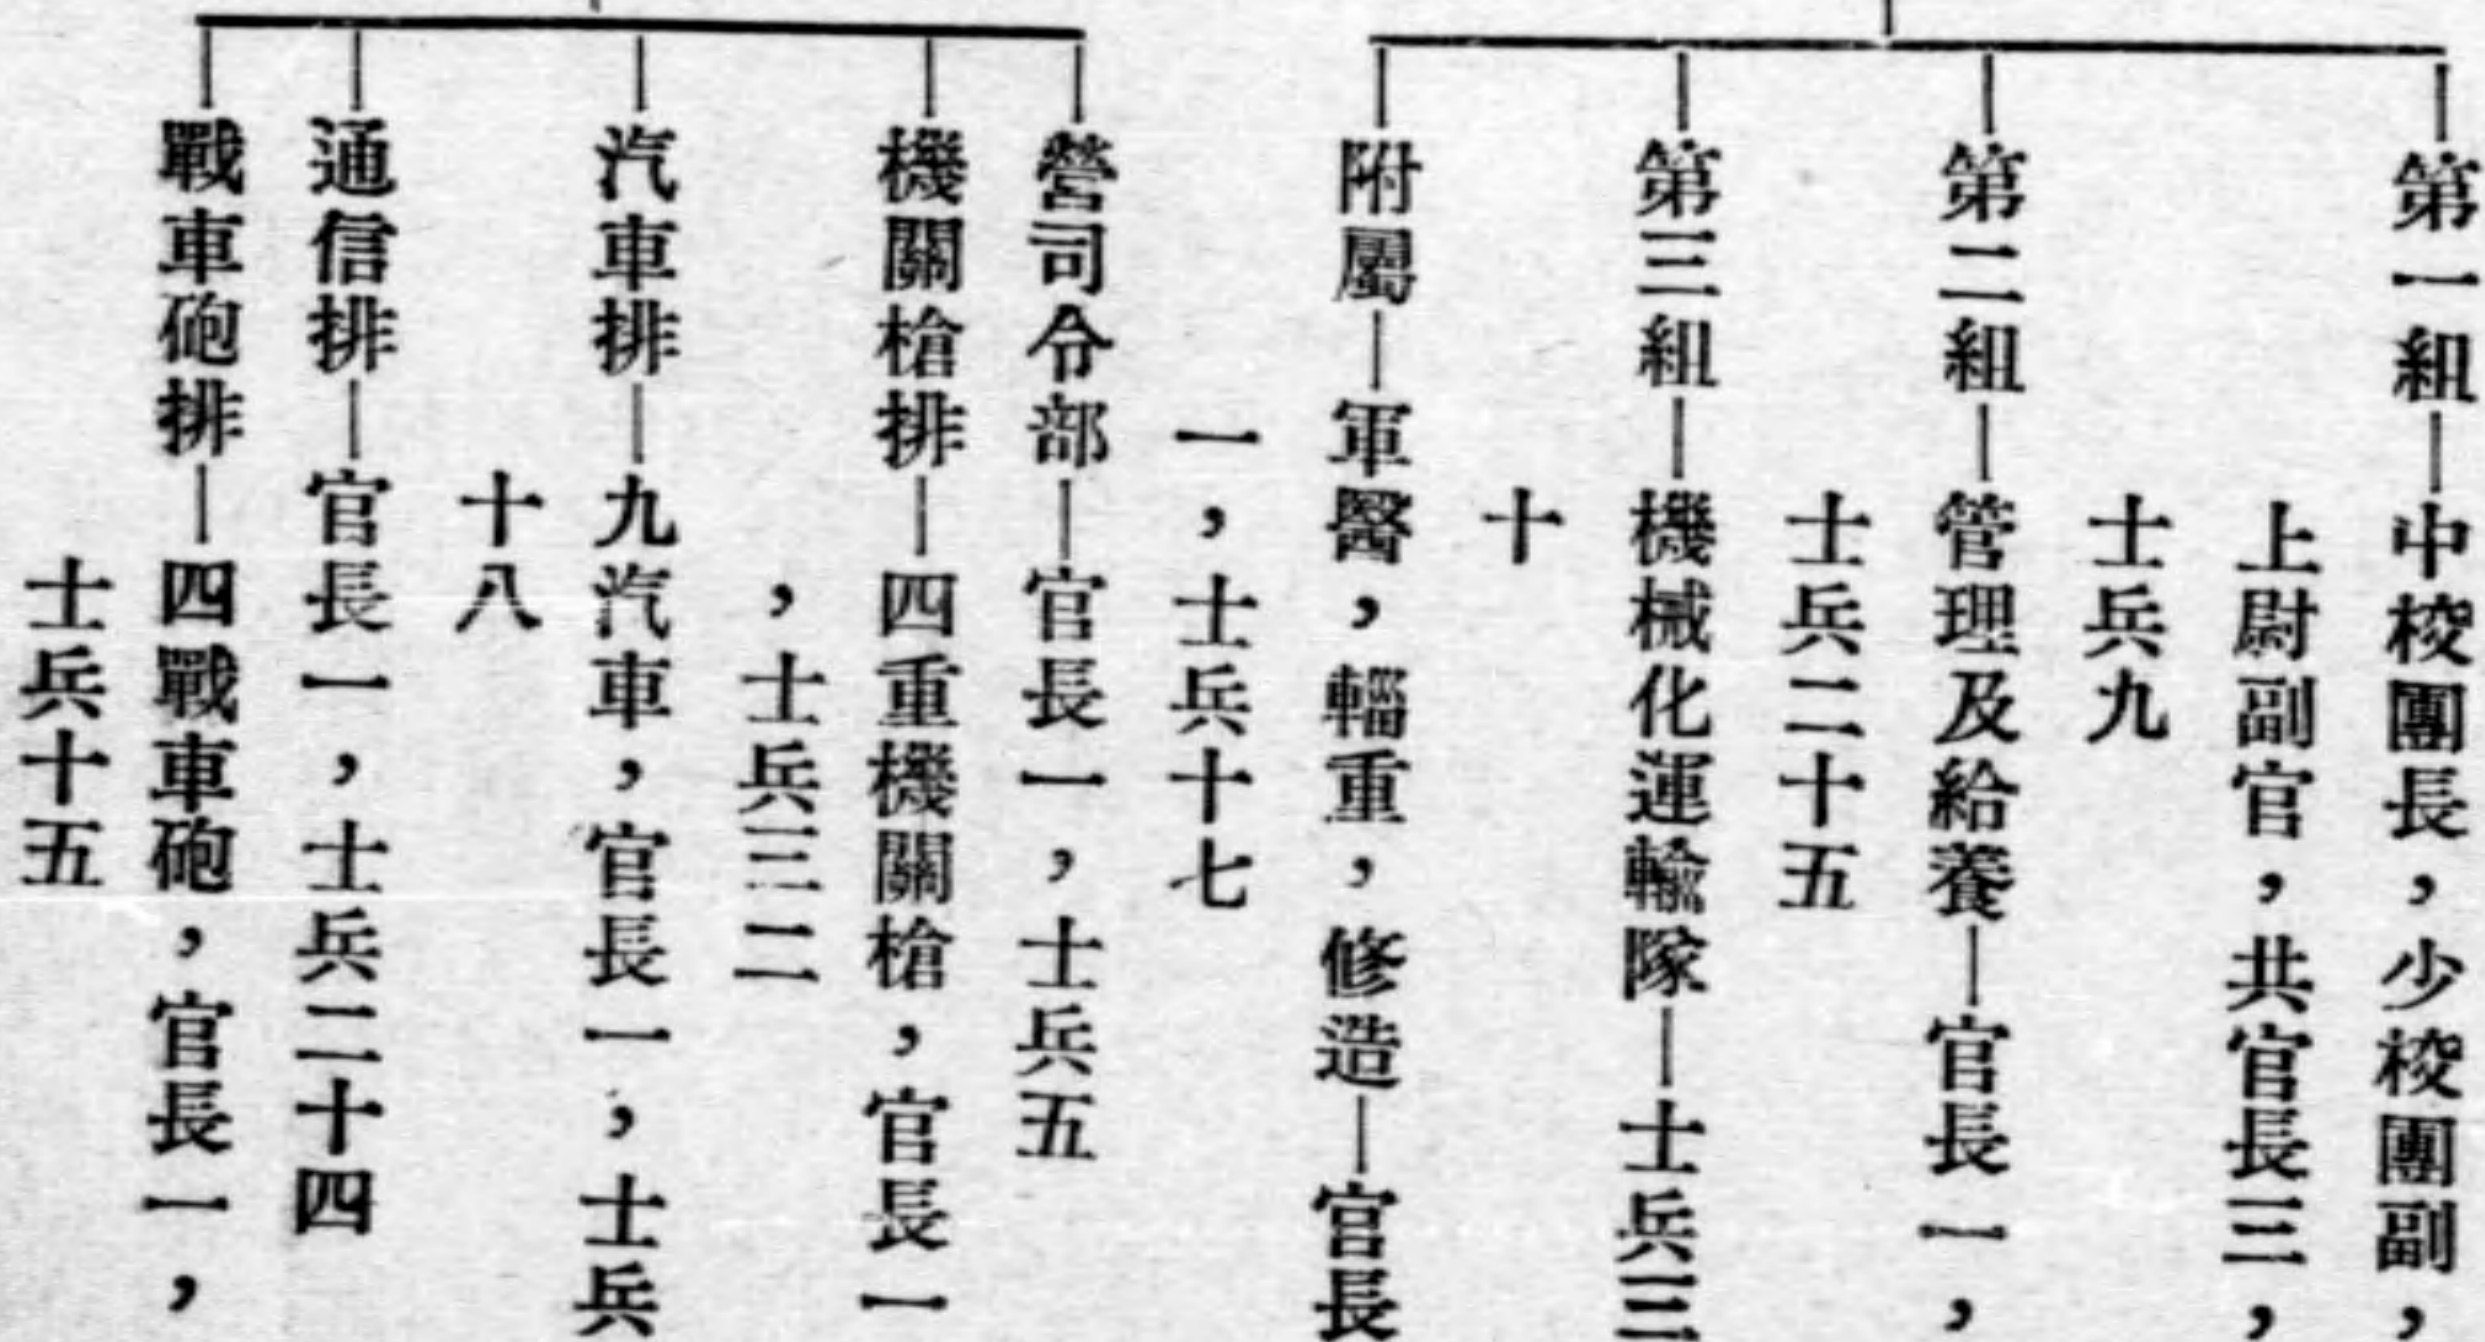 第一組—中校團長，少校團副，
上尉副官，共官長三，
士兵九
第二組—管理及給養—官長一，
士兵二十五
第三組—機械化運輸隊—士兵三
十
附屬—軍醫，輜重，修造—官長
一，士兵十七
營司令部—官長一，士兵五
機關槍排—四重機關槍，官長一
，士兵三二
汽車排—九汽車，官長一，士兵
十八
通信排—官長一，士兵二十四
戰車砲排—四戰車砲，官長一，
士兵十五